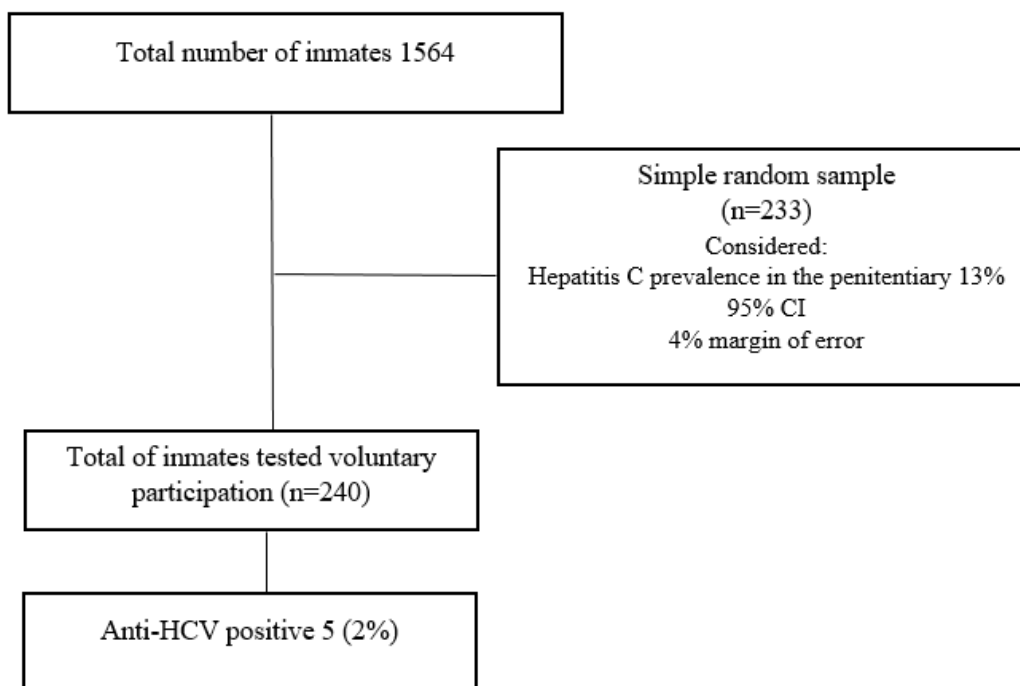 Total number of inmates 1564
Simple random sample
(n=233)
Considered:
Hepatitis C prevalence in the penitentiary 13%
95% CI
4% margin of error
Total of inmates tested voluntary
participation (n=240)
Anti-HCV positive 5 (2%)